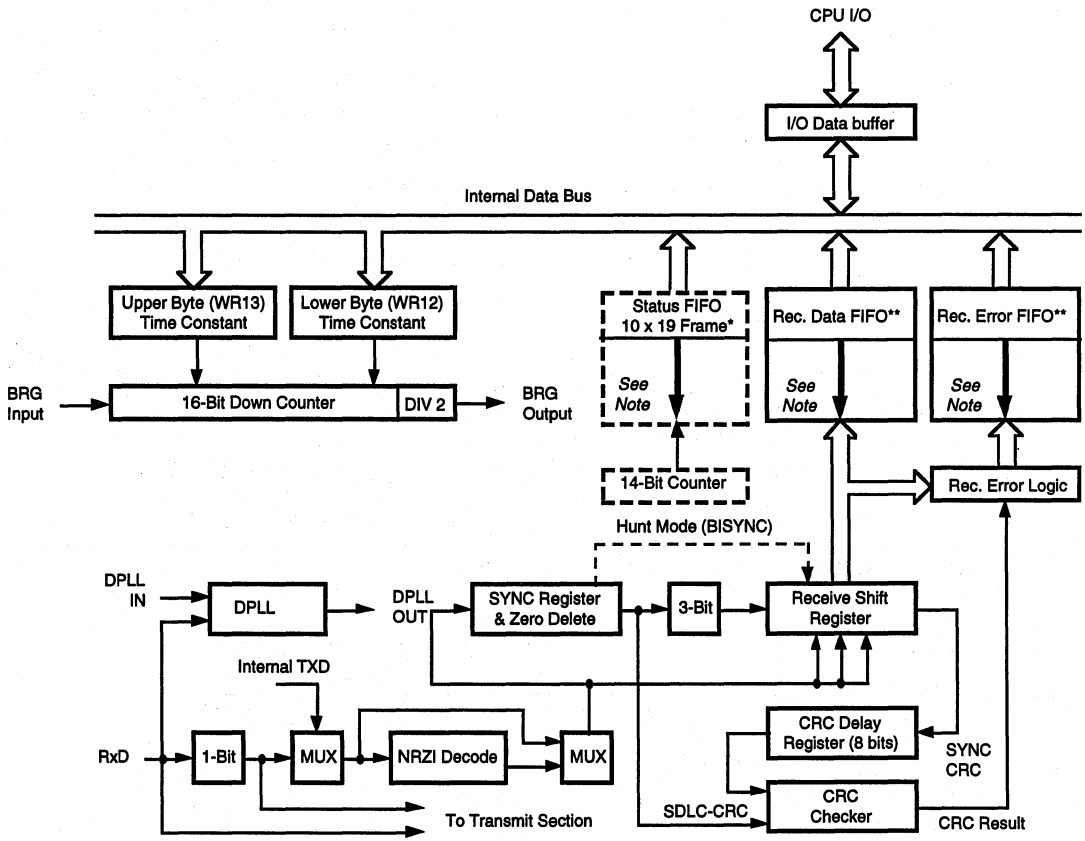 CPU I/O
I/O Data buffer
Internal Data Bus
Upper Byte (WR13)
Time Constant
Lower Byte (WR12)
Time Constant
Status FIFO
10 x 19 Frame*
Rec. Data FIFO**
Rec. Error FIFO**
See
Note
See
Note
See
Note
BRG
Input
16-Bit Down Counter
DIV 2
BRG
Output
14-Bit Counter
Rec. Error Logic
Hunt Mode (BISYNC)
DPLL
IN
DPLL
DPLL
OUT
SYNC Register
& Zero Delete
3-Bit
Receive Shift
Register
Internal TXD
RxD
1-Bit
MUX
NRZI Decode
MUX
CRC Delay
Register (8 bits)
SYNC
CRC
To Transmit Section
SDLC-CRC
CRC
Checker
CRC Result